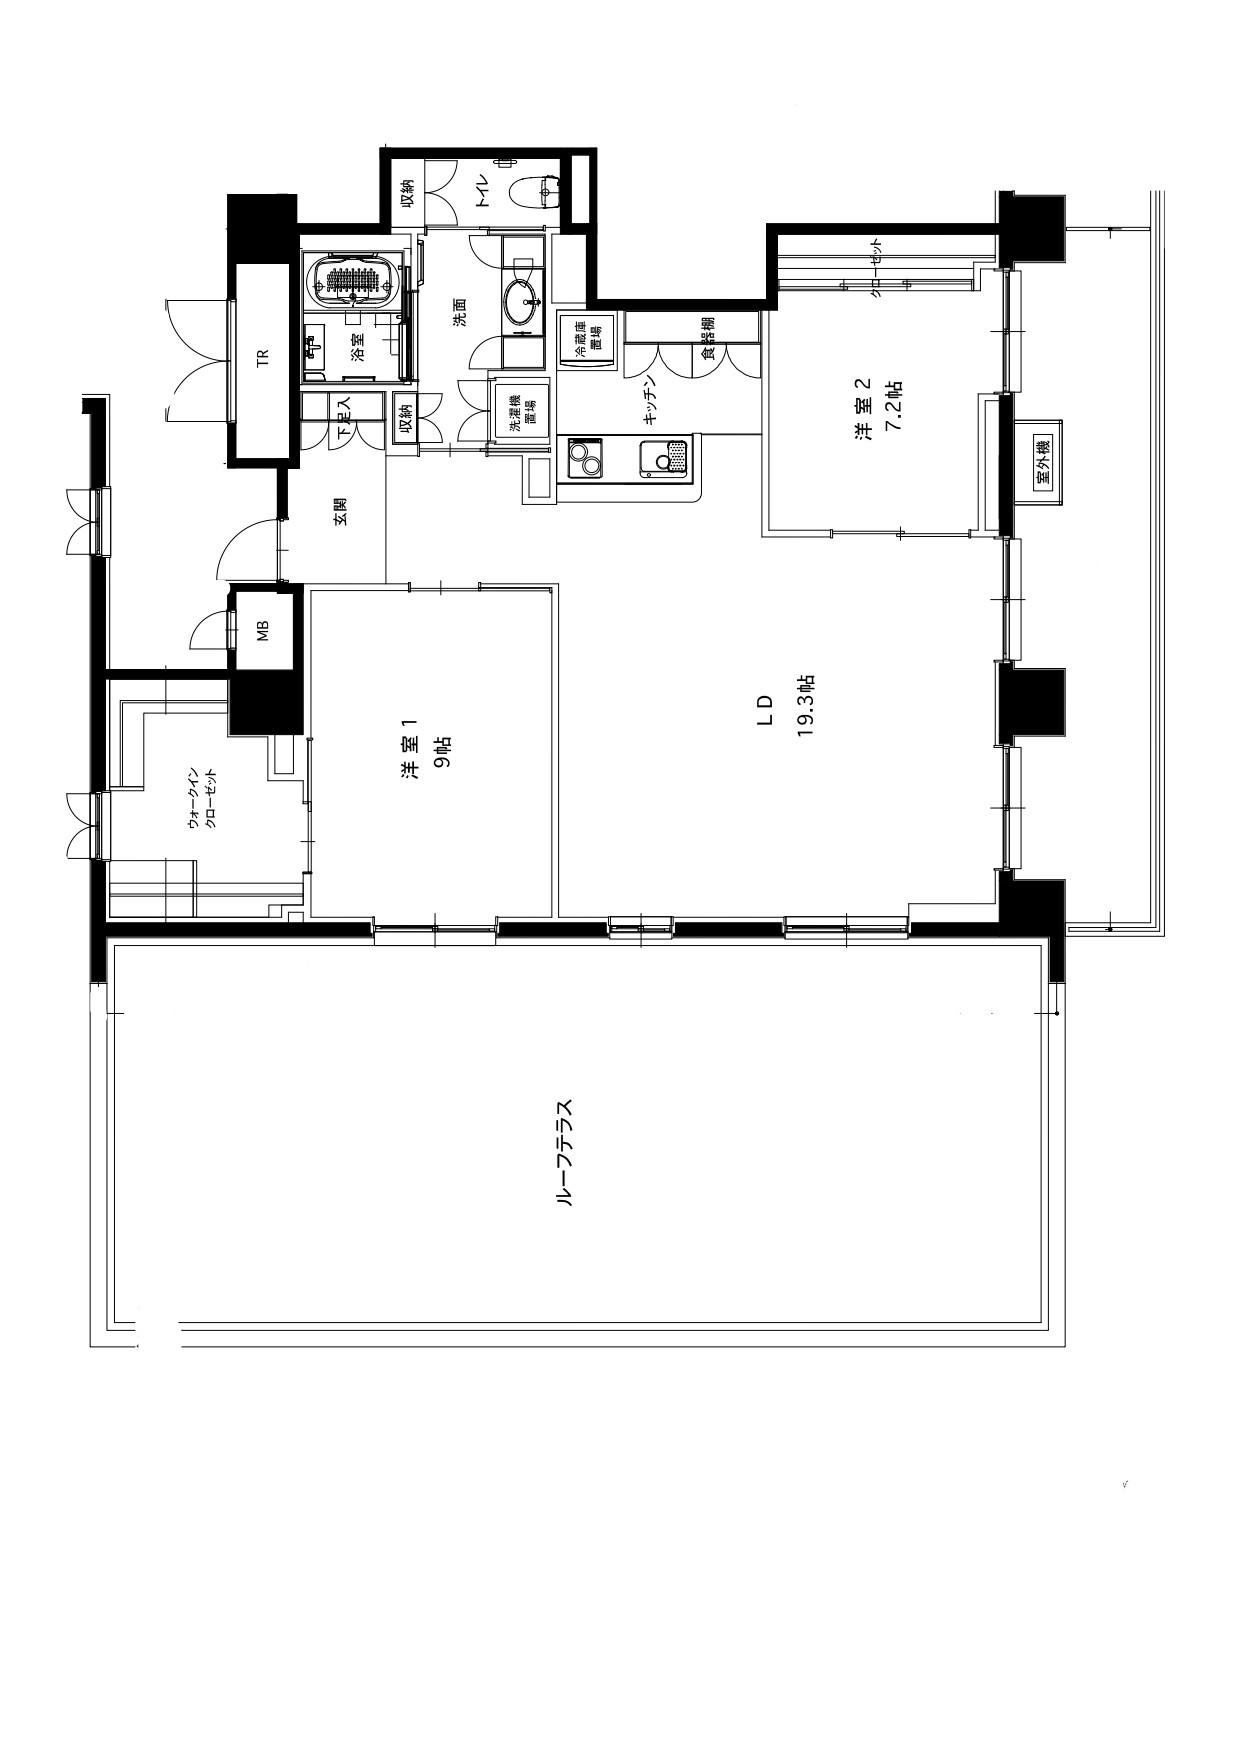 収納
トイレ
洗面
浴室
TR
下足入
収納
洗濯機
置場
冷蔵庫
置場
食器棚
キッチン
クローゼット
洋室2
7.2帖
室外機
玄関
MB
洋室1
9帖
LD
19.3帖
ウォークイン
クローゼット
ルーフテラス